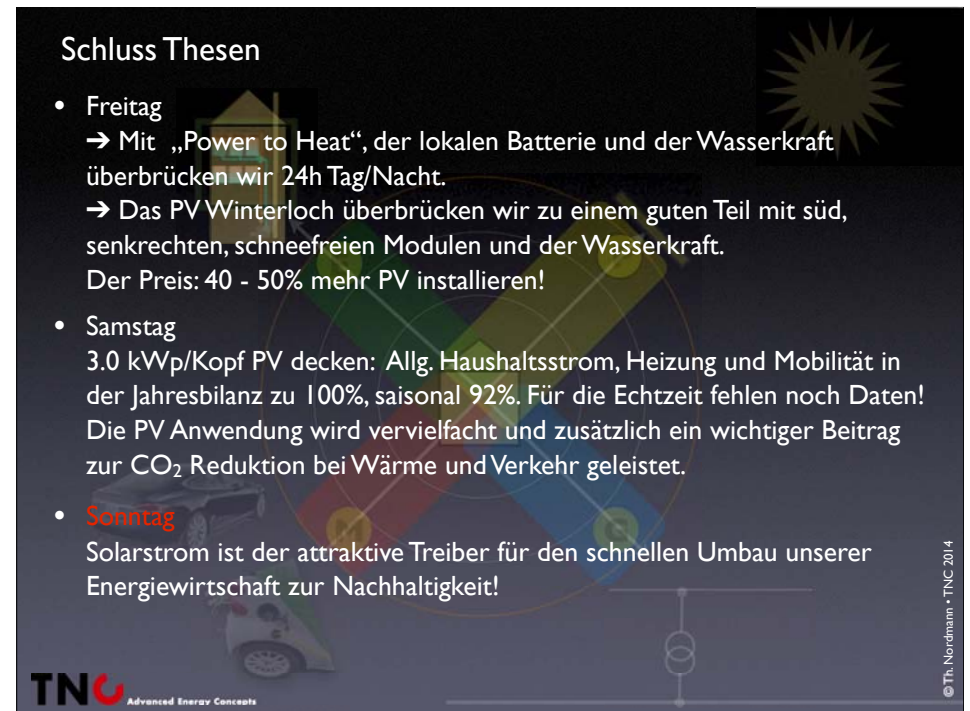 Schluss Thesen
• Freitag
➔ Mit „Power to Heat“, der lokalen Batterie und der Wasserkraft
überbrücken wir 24h Tag/Nacht.
➔ Das PV Winterloch überbrücken wir zu einem guten Teil mit süd,
senkrechten, schneefreien Modulen und der Wasserkraft.
Der Preis: 40 - 50% mehr PV installieren!
• Samstag
3.0 kWp/Kopf PV decken: Allg. Haushaltsstrom, Heizung und Mobilität in
der Jahresbilanz zu 100%, saisonal 92%. Für die Echtzeit fehlen noch Daten!
Die PV Anwendung wird vervielfacht und zusätzlich ein wichtiger Beitrag
zur CO₂ Reduktion bei Wärme und Verkehr geleistet.
• Sonntag
Solarstrom ist der attraktive Treiber für den schnellen Umbau unserer
Energiewirtschaft zur Nachhaltigkeit!
© Th. Nordmann • TNC 2014
TNC Advanced Energy Concepts